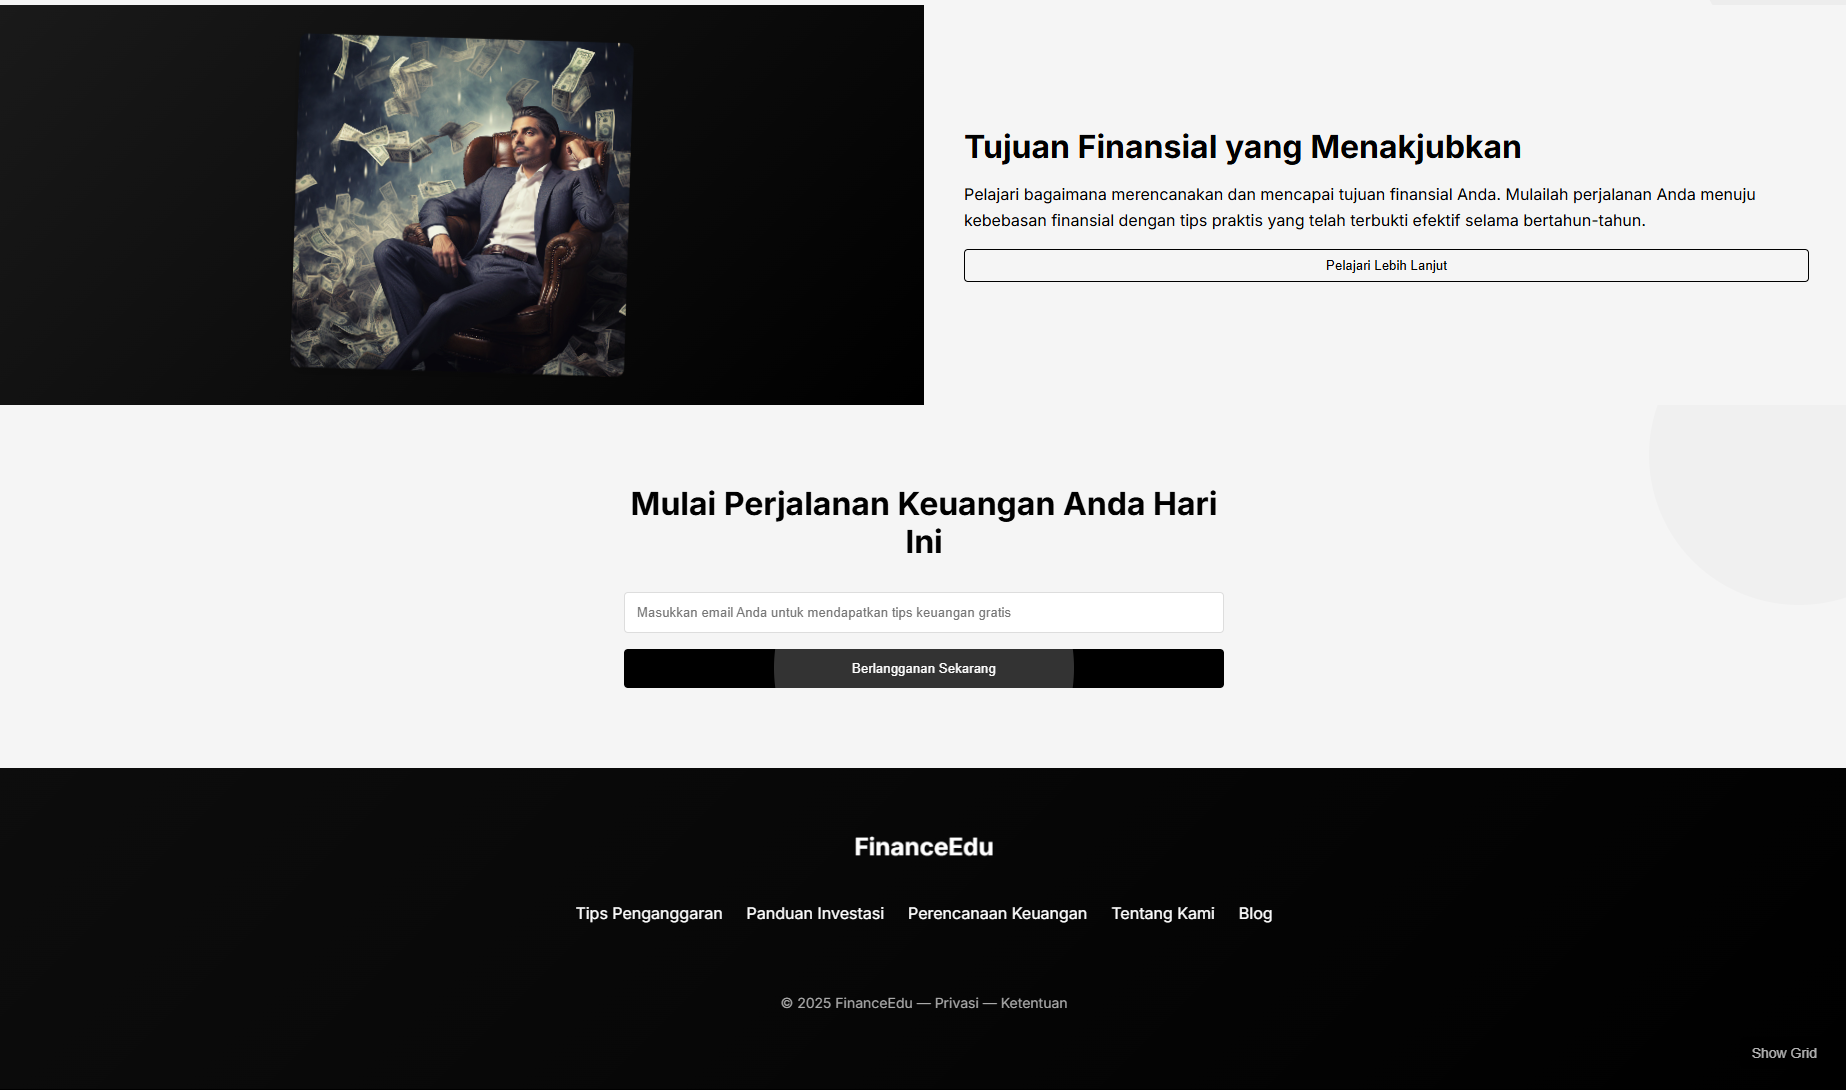 Tujuan Finansial yang Menakjubkan
Pelajari bagaimana merencanakan dan mencapai tujuan finansial Anda. Mulailah perjalanan Anda menuju
kebebasan finansial dengan tips praktis yang telah terbukti efektif selama bertahun-tahun.
Pelajari Lebih Lanjut
Mulai Perjalanan Keuangan Anda Hari
Ini
Masukkan email Anda untuk mendapatkan tips keuangan gratis
Berlangganan Sekarang
FinanceEdu
Tips Penganggaran Panduan Investasi Perencanaan Keuangan Tentang Kami Blog
© 2025 FinanceEdu — Privasi — Ketentuan
Show Grid